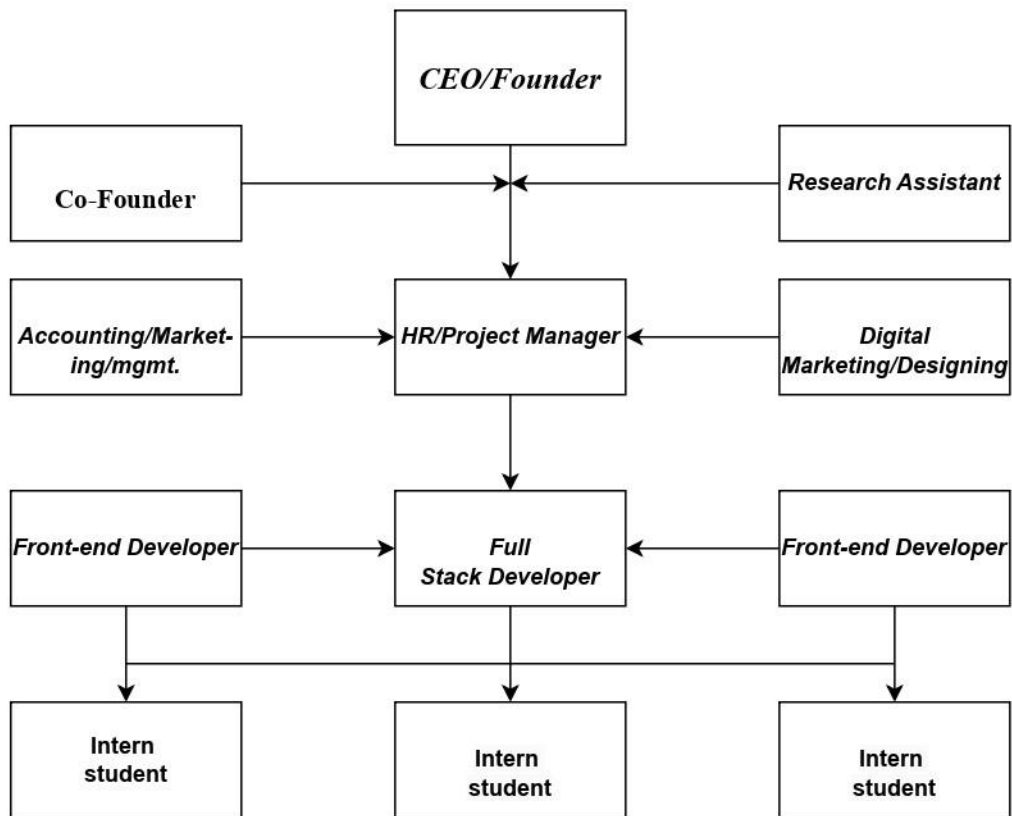 CEO/Founder
Co-Founder
Research Assistant
Accounting/Market-
ing/mgmt.
HR/Project Manager
Digital
Marketing/Designing
Front-end Developer
Full
Stack Developer
Front-end Developer
Intern
student
Intern
student
Intern
student